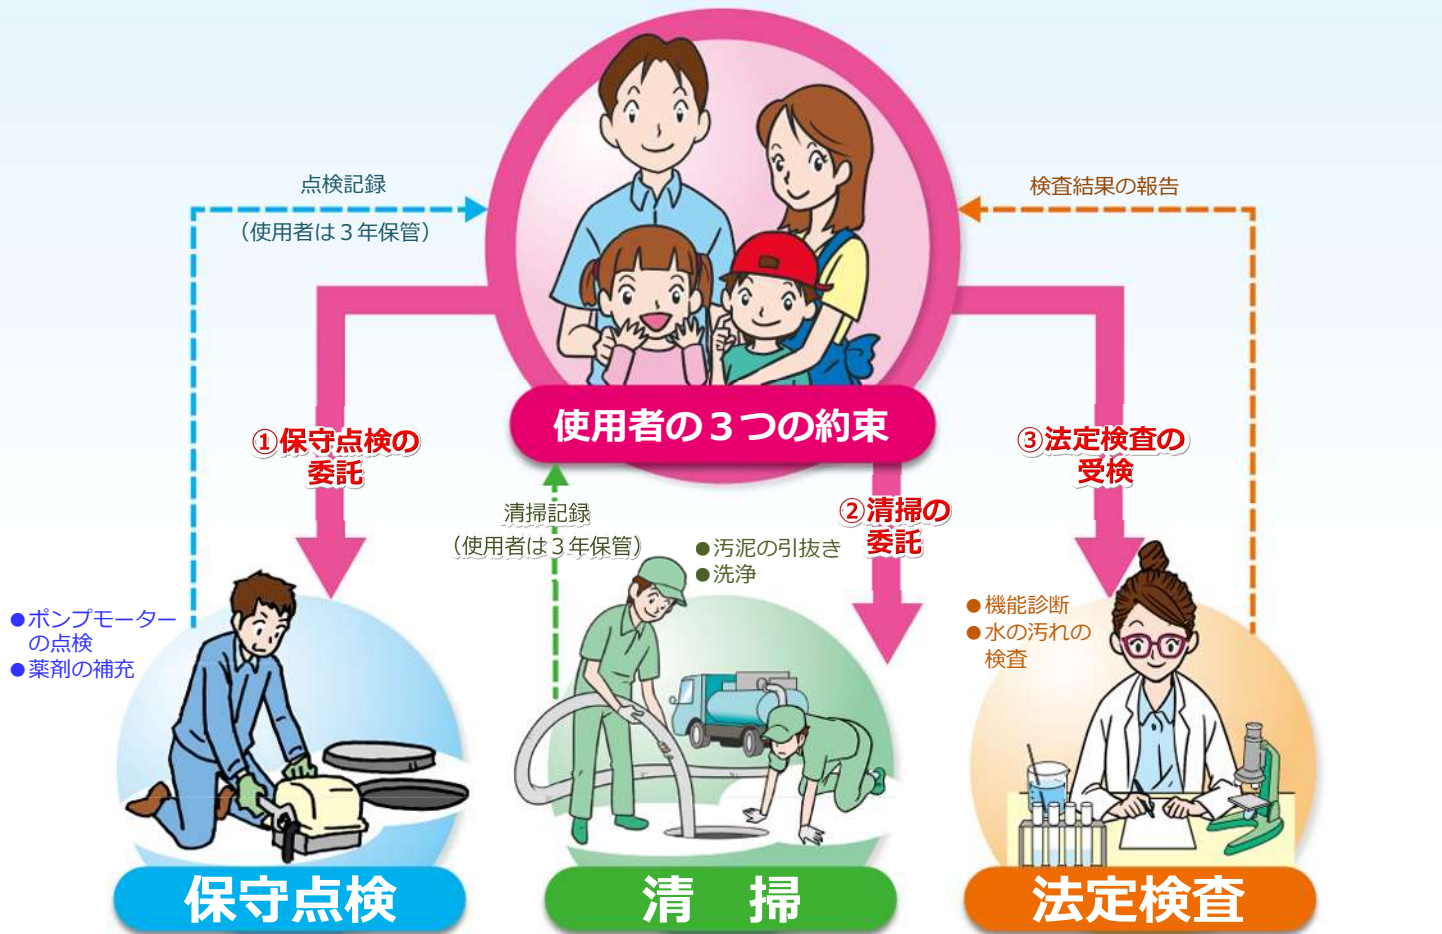 点検記録
（使用者は３年保管）
検査結果の報告
使用者の３つの約束
①保守点検の
委託
③法定検査の
受検
清掃記録
（使用者は３年保管）
②清掃の
委託
●汚泥の引抜き
●洗浄
●ポンプモーター
の点検
●薬剤の補充
●機能診断
●水の汚れの
検査
保守点検
清　掃
法定検査